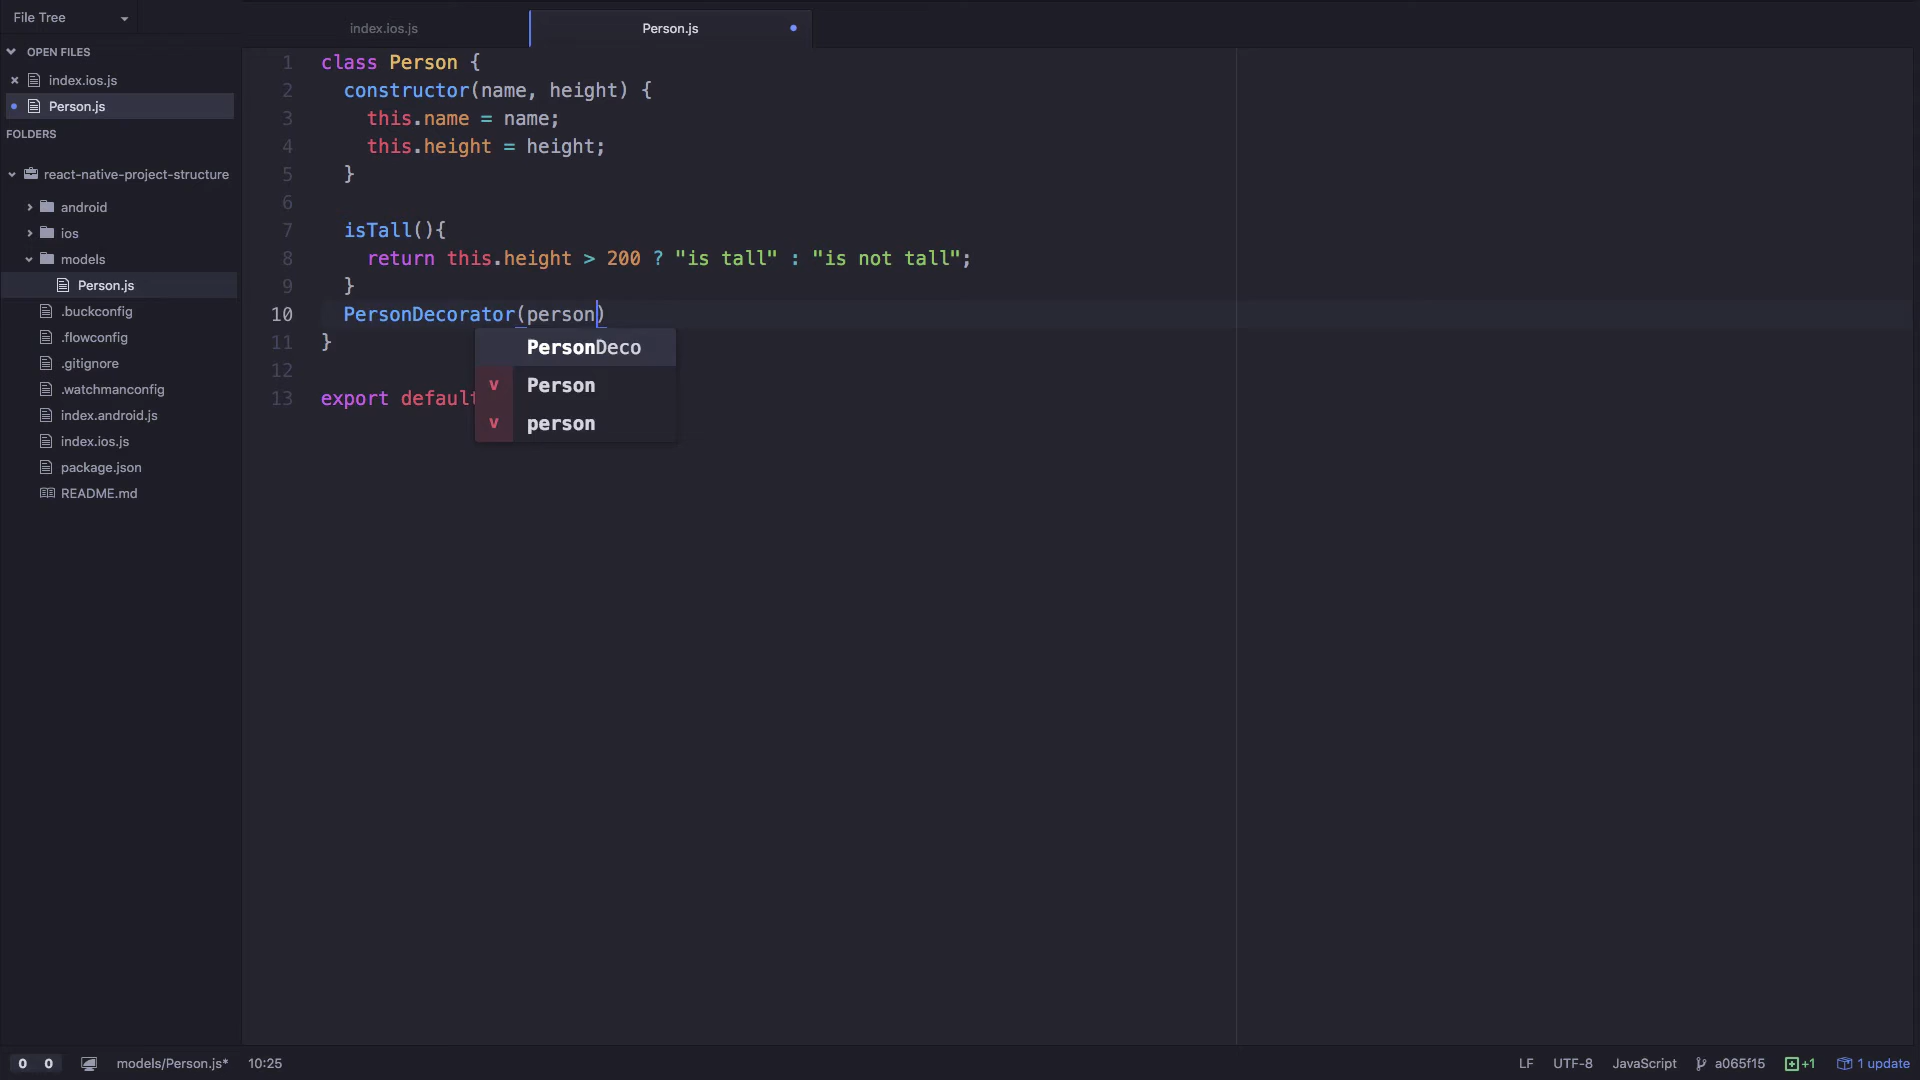 File Tree
OPEN FILES
index.ios.js
Person.js
FOLDERS
react-native-project-structure
android
ios
models
Person.js
.buckconfig
.flowconfig
.gitignore
.watchmanconfig
index.android.js
index.ios.js
package.json
README.md
index.ios.js
Person.js
1 class Person {
2 constructor(name, height) {
3 this.name = name;
4 this.height = height;
5 }
6
7 isTall(){
8 return this.height > 200 ? "is tall" : "is not tall";
9 }
10 PersonDecorator(person)
11 }
12
13 export default
PersonDeco
v Person
v person
0 0 models/Person.js* 10:25
LF UTF-8 JavaScript a065f15 +1 1 update